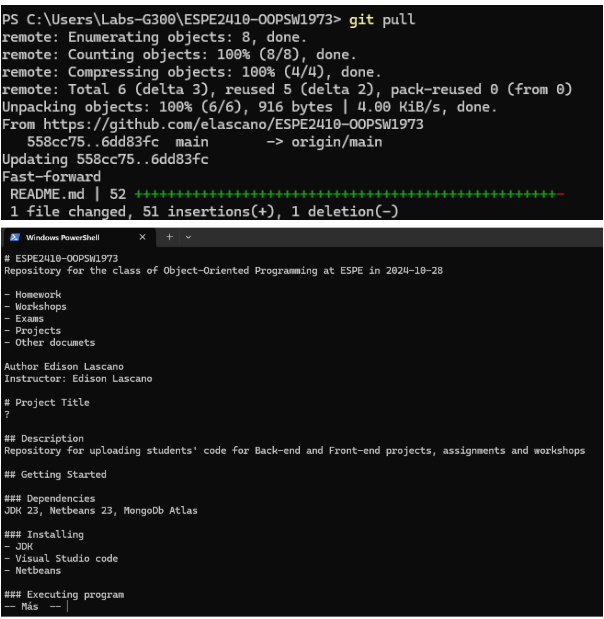 PS C:\Users\Labs-G300\ESPE2410-OOPSW1973> git pull
remote: Enumerating objects: 8, done.
remote: Counting objects: 100% (8/8), done.
remote: Compressing objects: 100% (4/4), done.
remote: Total 6 (delta 3), reused 5 (delta 2), pack-reused 0 (from 0)
Unpacking objects: 100% (6/6), 916 bytes | 4.00 KiB/s, done.
From https://github.com/elascano/ESPE2410-OOPSW1973
   558cc75..6dd83fc  main       -> origin/main
Updating 558cc75..6dd83fc
Fast-forward
 README.md | 52 +++++++++++++++++++++++++++++++++++++++++++++++++++-
 1 file changed, 51 insertions(+), 1 deletion(-)
Windows PowerShell
# ESPE2410-OOPSW1973
Repository for the class of Object-Oriented Programming at ESPE in 2024-10-28
- Homework
- Workshops
- Exams
- Projects
- Other documets
Author Edison Lascano
Instructor: Edison Lascano
# Project Title
?
## Description
Repository for uploading students' code for Back-end and Front-end projects, assignments and workshops
## Getting Started
### Dependencies
JDK 23, Netbeans 23, MongoDb Atlas
### Installing
- JDK
- Visual Studio code
- Netbeans
### Executing program
-- Más  --